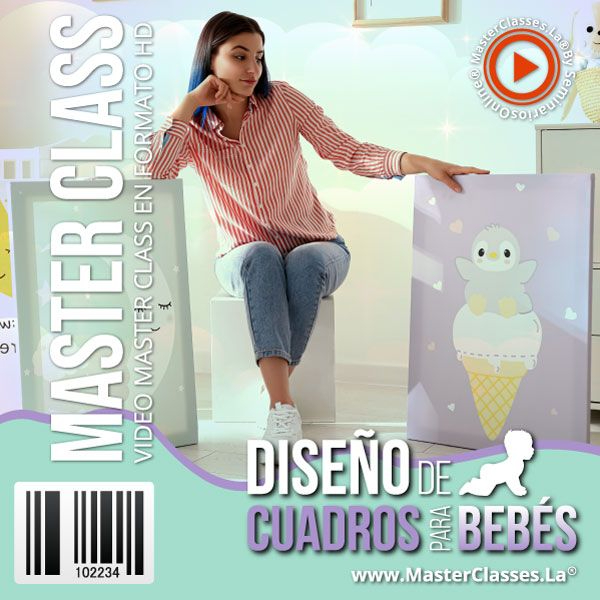 MASTER CLASS
VIDEO MASTER CLASS EN FORMATO HD
MasterClasses.La® By SeminariosOnline®
w:
er
DISEÑO DE
CUADROS PARA BEBÉS
102234
www.MasterClasses.La®